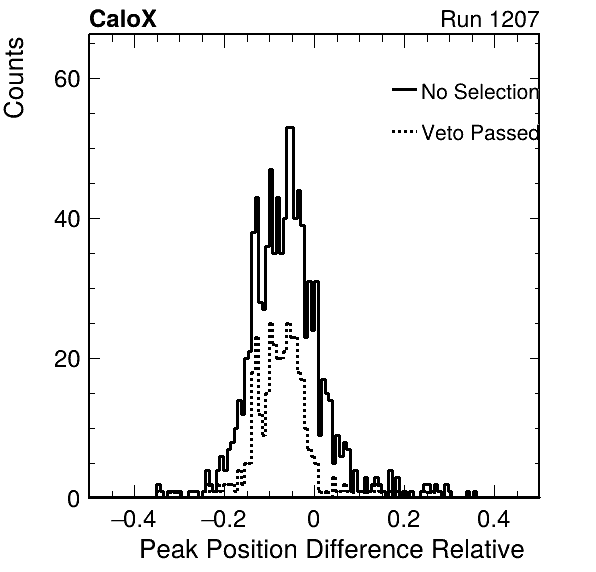 CaloX Run 1207
Counts
60
No Selection
Veto Passed
40
20
0
−0.4 −0.2 0 0.2 0.4
Peak Position Difference Relative